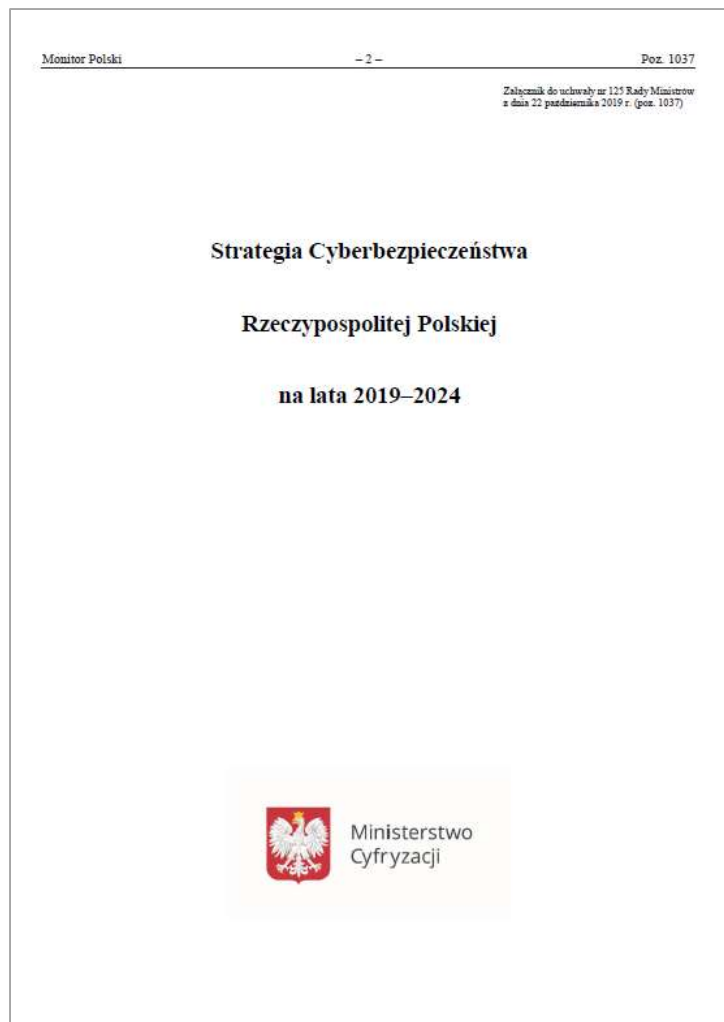 Monitor Polski – 2 – Poz. 1037
Załącznik do uchwały nr 125 Rady Ministrów
z dnia 22 października 2019 r. (poz. 1037)
Strategia Cyberbezpieczeństwa
Rzeczypospolitej Polskiej
na lata 2019–2024
Ministerstwo
Cyfryzacji